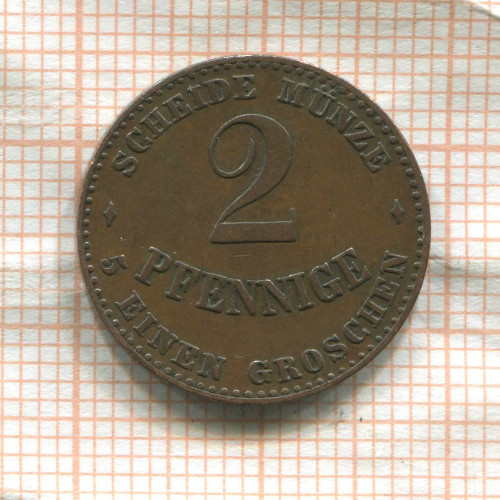 SCHEIDE MÜNZE
2
PFENNIGE
5 EINEN GROSCHEN